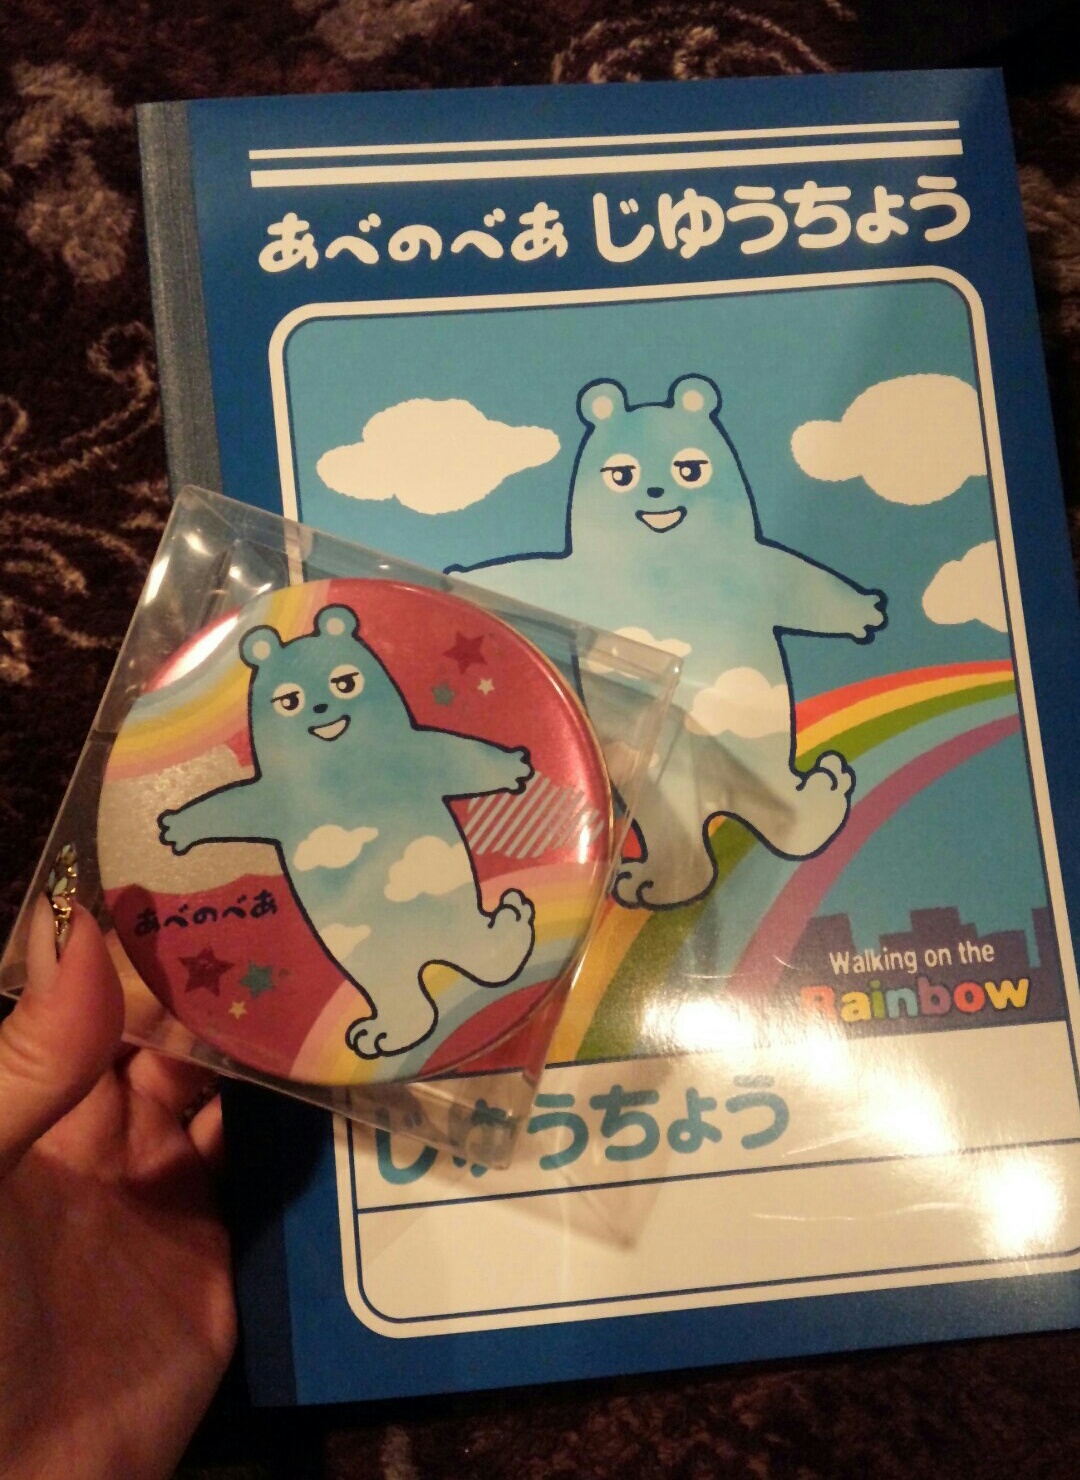 あべのべあ じゆうちょう
あべのべあ
Walking on the
Rainbow
じゆうちょう